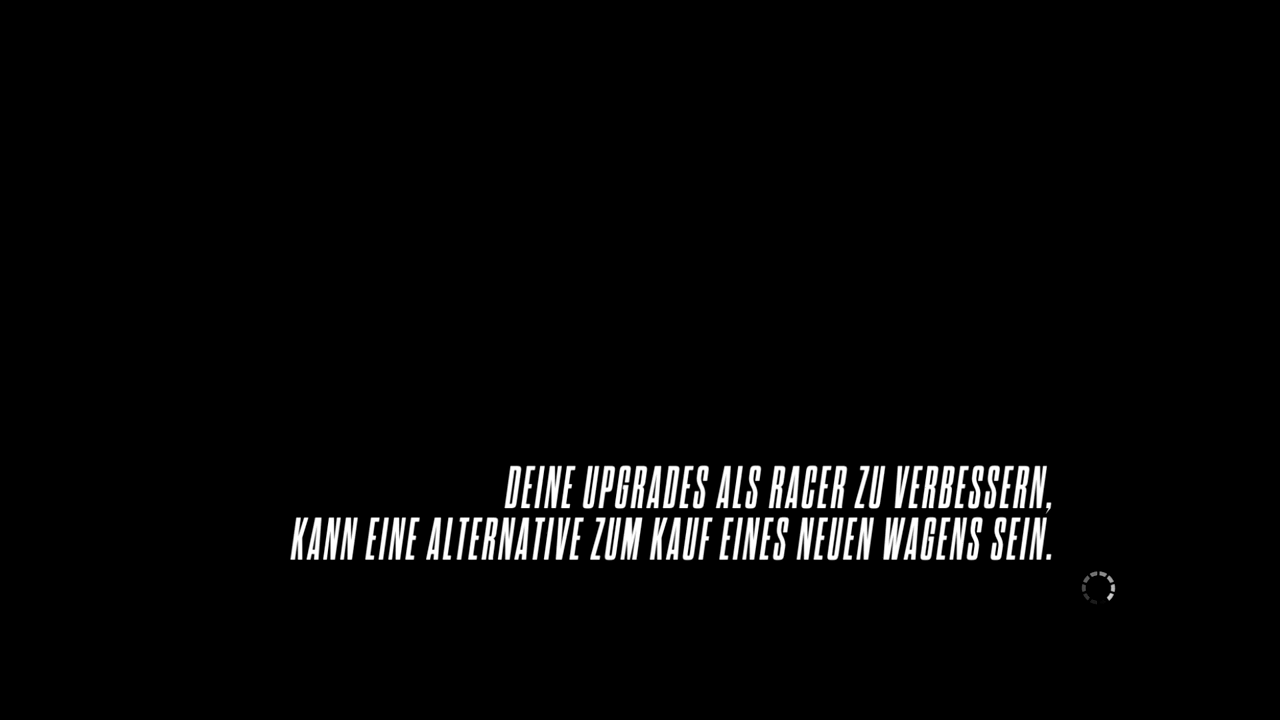 DEINE UPGRADES ALS RACER ZU VERBESSERN,
KANN EINE ALTERNATIVE ZUM KAUF EINES NEUEN WAGENS SEIN.